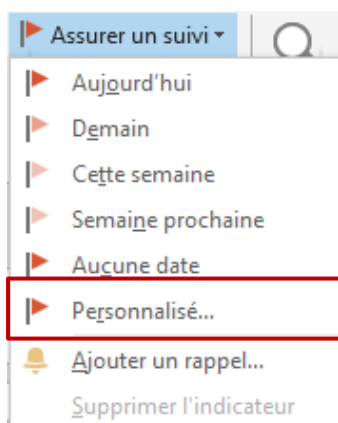 Assurer un suivi
Aujourd'hui
Demain
Cette semaine
Semaine prochaine
Aucune date
Personnalisé...
Ajouter un rappel...
Supprimer l'indicateur